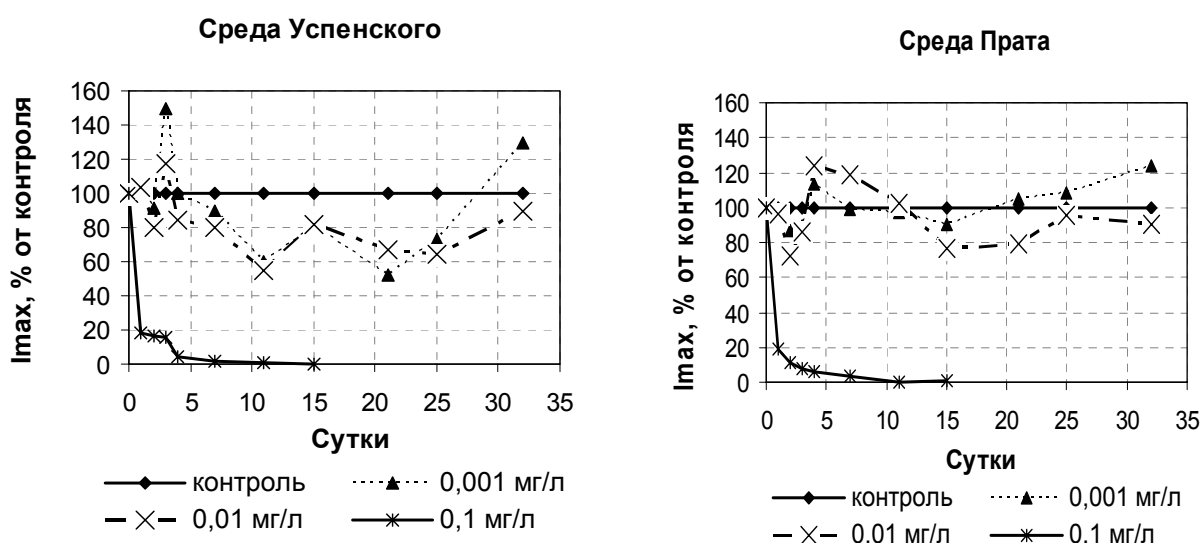 Среда Успенского
Imax, % от контроля
160
140
120
100
80
60
40
20
0
0 5 10 15 20 25 30 35
Сутки
контроль 0,001 мг/л
0,01 мг/л 0,1 мг/л
Среда Прата
Imax, % от контроля
160
140
120
100
80
60
40
20
0
0 5 10 15 20 25 30 35
Сутки
контроль 0,001 мг/л
0,01 мг/л 0,1 мг/л